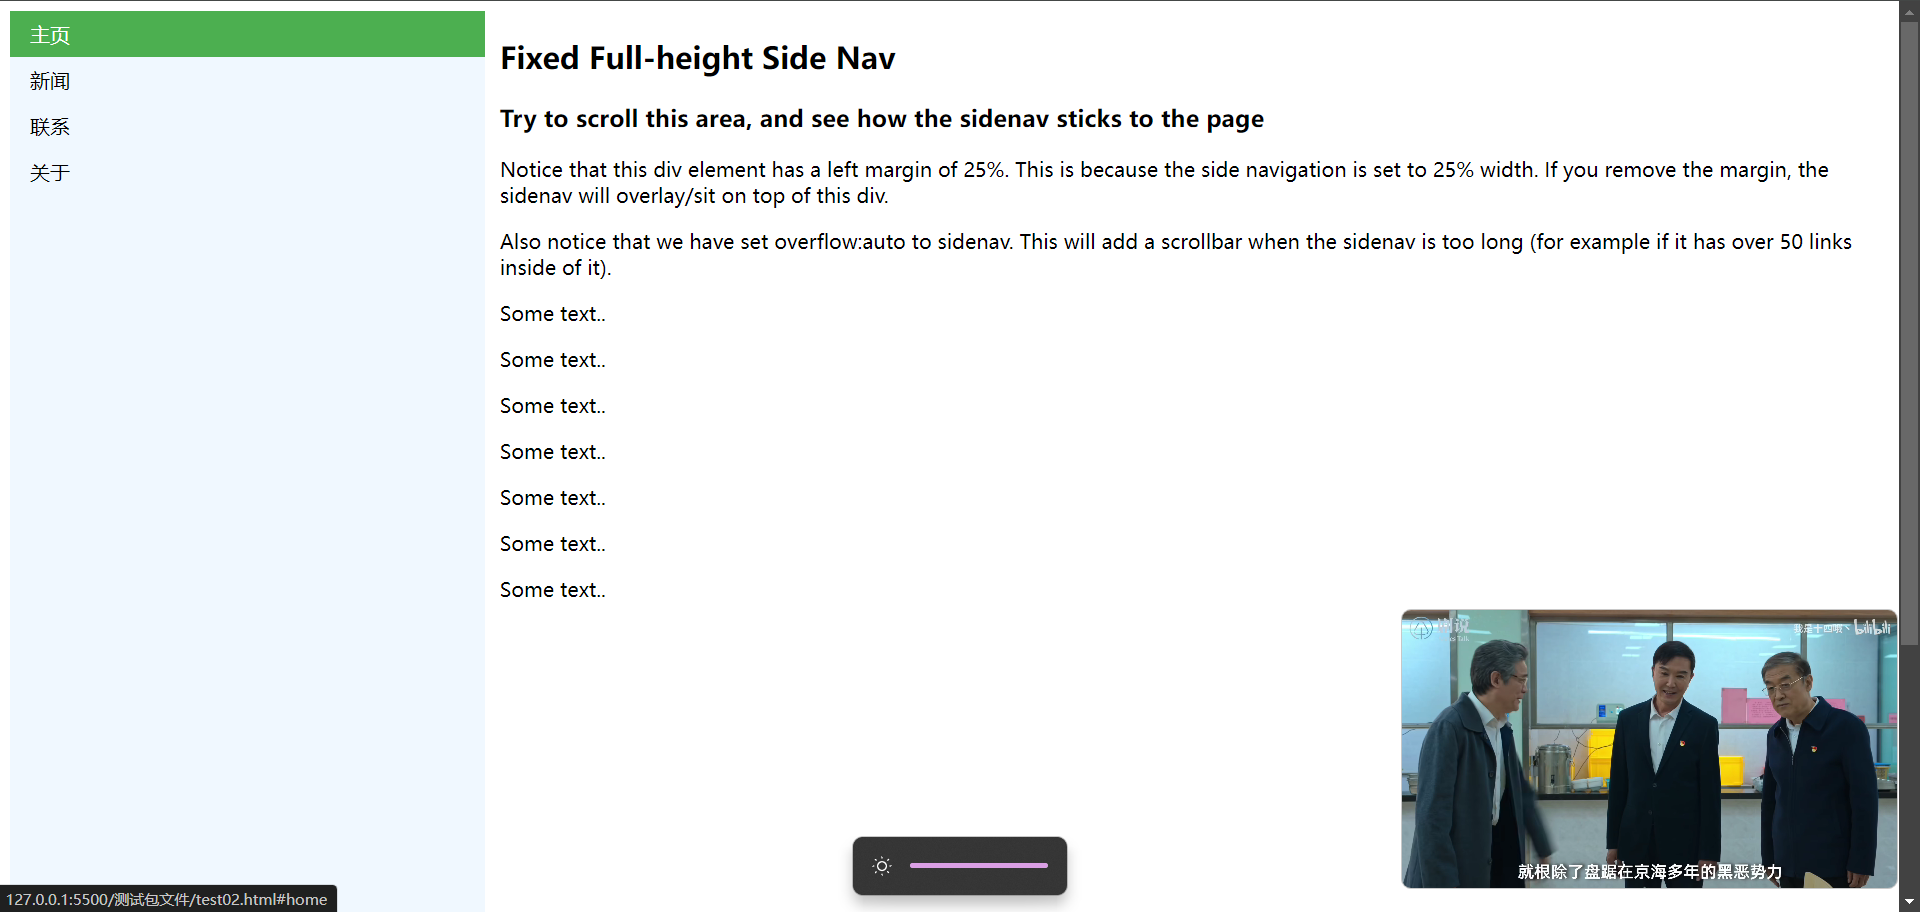 主页
新闻
联系
关于
Fixed Full-height Side Nav
Try to scroll this area, and see how the sidenav sticks to the page
Notice that this div element has a left margin of 25%. This is because the side navigation is set to 25% width. If you remove the margin, the
sidenav will overlay/sit on top of this div.
Also notice that we have set overflow:auto to sidenav. This will add a scrollbar when the sidenav is too long (for example if it has over 50 links
inside of it).
Some text..
Some text..
Some text..
Some text..
Some text..
Some text..
Some text..
我是十四哦丶 bilibili
就根除了盘踞在京海多年的黑恶势力
127.0.0.1:5500/测试包文件/test02.html#home